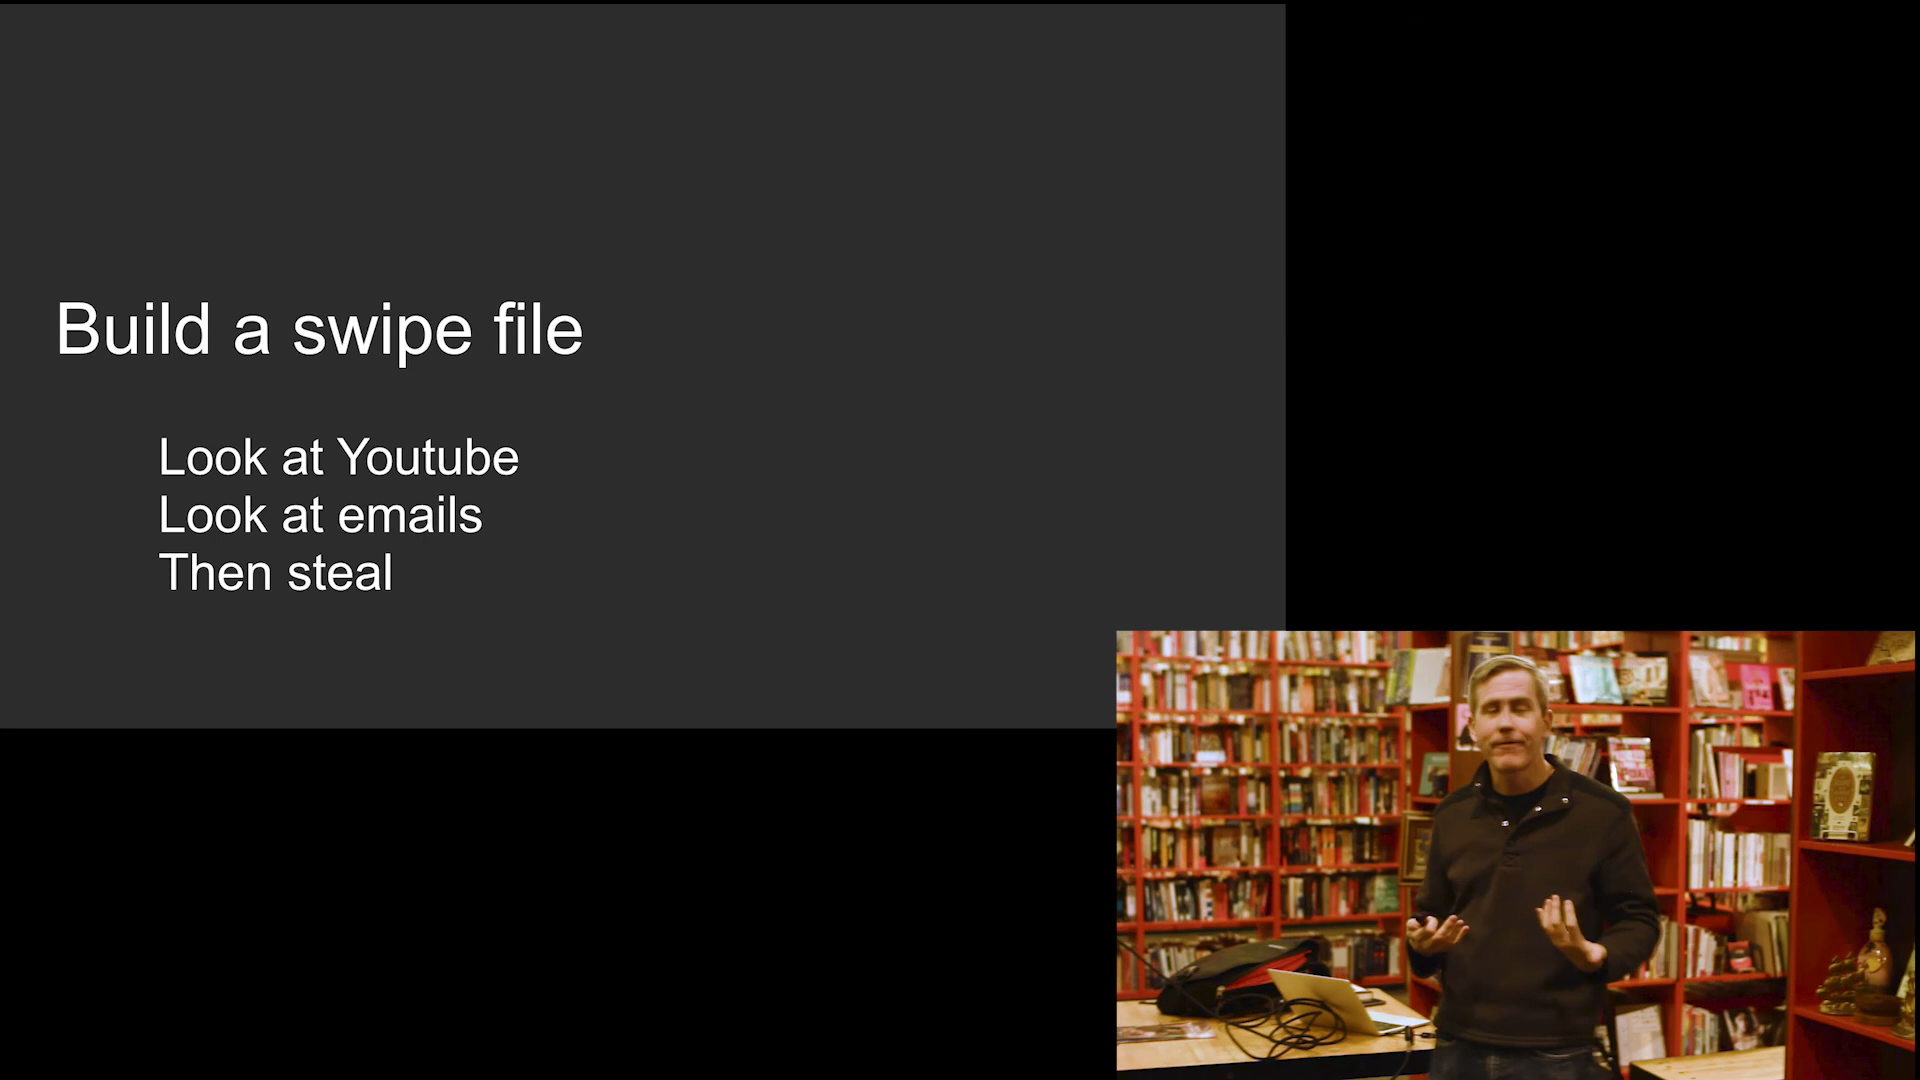 Build a swipe file
Look at Youtube
Look at emails
Then steal